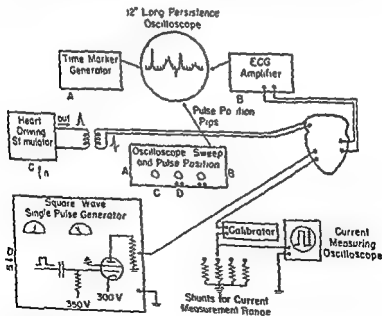 12" Long Persistence
Oscilloscope
Time Marker
Generator
A
ECG
Amplifier
B
Pulse Position
Pips
Heart
Driving
Stimulator
out
C
Oscilloscope Sweep
and Pulse Position
A
B
C D
Square Wave
Single Pulse Generator
350V
300V
Galibrator
Current
Measuring
Oscilloscope
Shunts for Current
Measurement Range